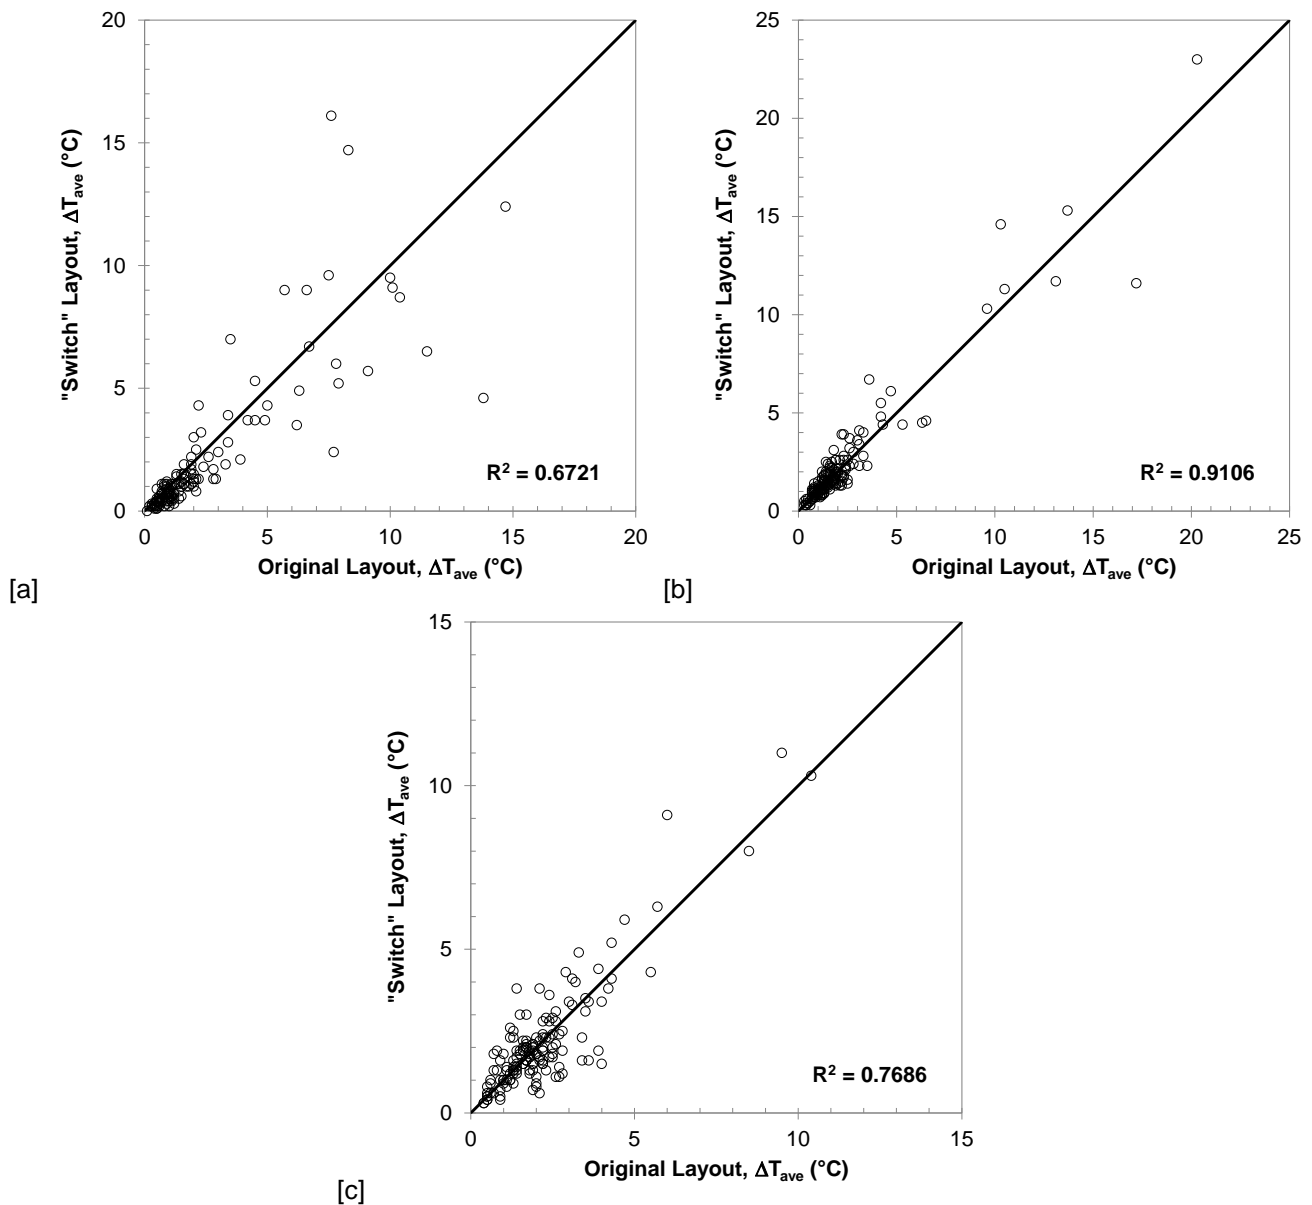 20
15
10
5
0
0 5 10 15 20
"Switch" Layout, ΔTave (°C)
R2 = 0.6721
Original Layout, ΔTave (°C)
[a]
25
20
15
10
5
0
0 5 10 15 20 25
"Switch" Layout, ΔTave (°C)
R2 = 0.9106
Original Layout, ΔTave (°C)
[b]
15
10
5
0
0 5 10 15
"Switch" Layout, ΔTave (°C)
R2 = 0.7686
Original Layout, ΔTave (°C)
[c]